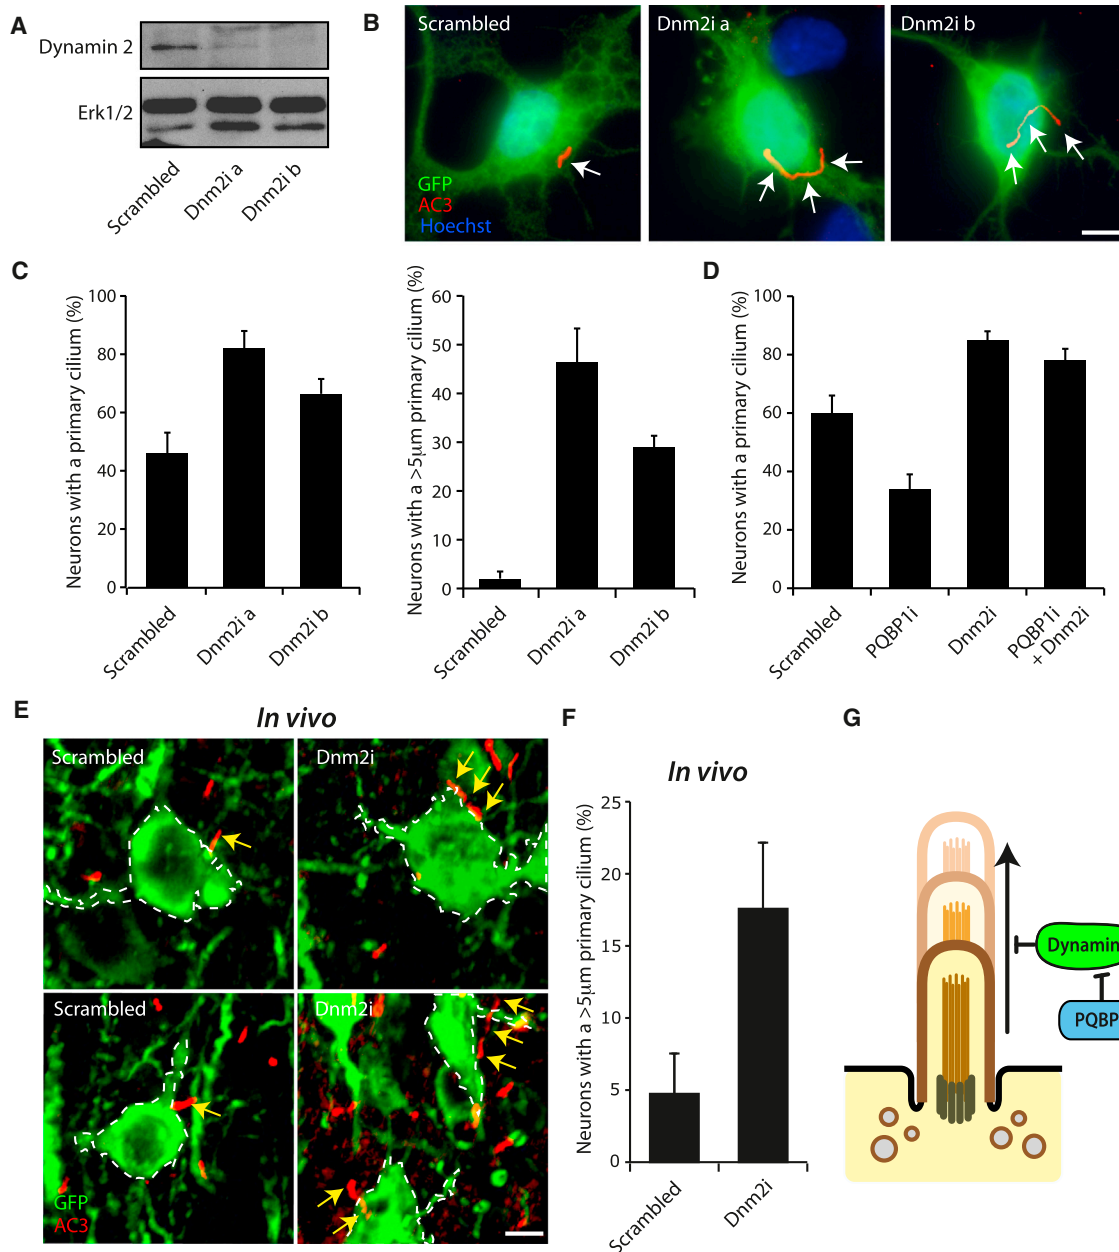 A
Dynamin 2
Erk1/2
Scrambled
Dnm2i a
Dnm2i b
B
Scrambled
GFP
AC3
Hoechst
Dnm2i a
Dnm2i b
C
Neurons with a primary cilium (%)
100
80
60
40
20
0
Scrambled
Dnm2i a
Dnm2i b
Neurons with a >5μm primary cilium (%)
60
50
40
30
20
10
0
Scrambled
Dnm2i a
Dnm2i b
D
Neurons with a primary cilium (%)
100
80
60
40
20
0
Scrambled
PQBP1i
Dnm2i
PQBP1i
+ Dnm2i
E
In vivo
Scrambled
Dnm2i
Scrambled
GFP
AC3
Dnm2i
F
In vivo
Neurons with a >5μm primary cilium (%)
25
20
15
10
5
0
Scrambled
Dnm2i
G
Dynamin
PQBP